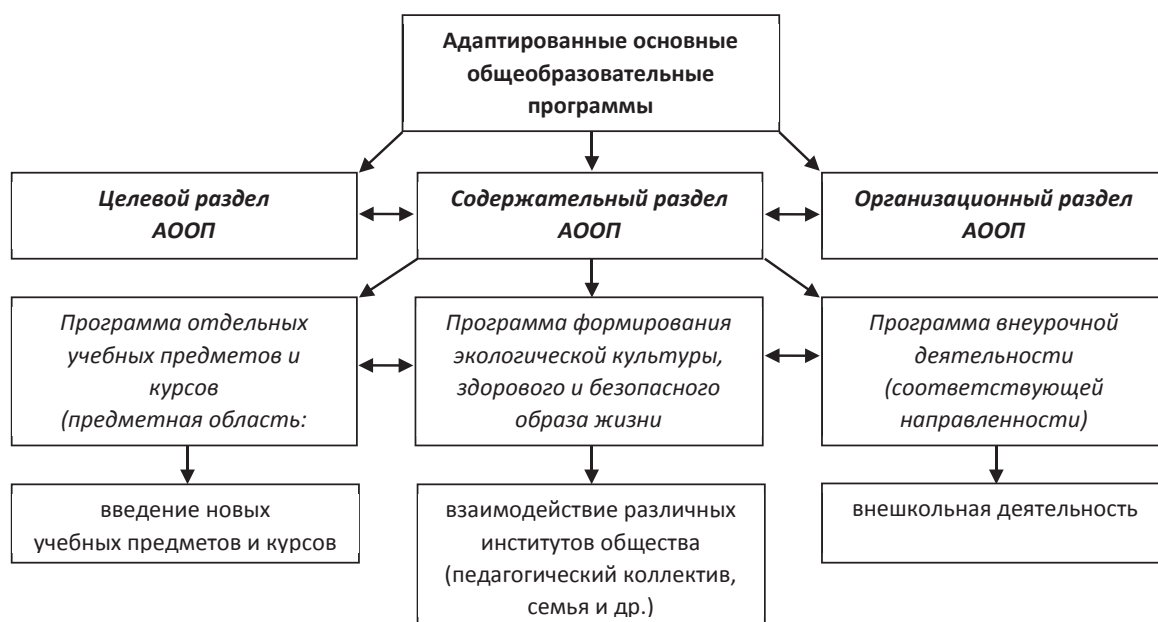 Адаптированные основные
общеобразовательные
программы
Целевой раздел
АООП
Содержательный раздел
АООП
Организационный раздел
АООП
Программа отдельных
учебных предметов и
курсов
(предметная область:
Программа формирования
экологической культуры,
здорового и безопасного
образа жизни
Программа внеурочной
деятельности
(соответствующей
направленности)
введение новых
учебных предметов и курсов
взаимодействие различных
институтов общества
(педагогический коллектив,
семья и др.)
внешкольная деятельность